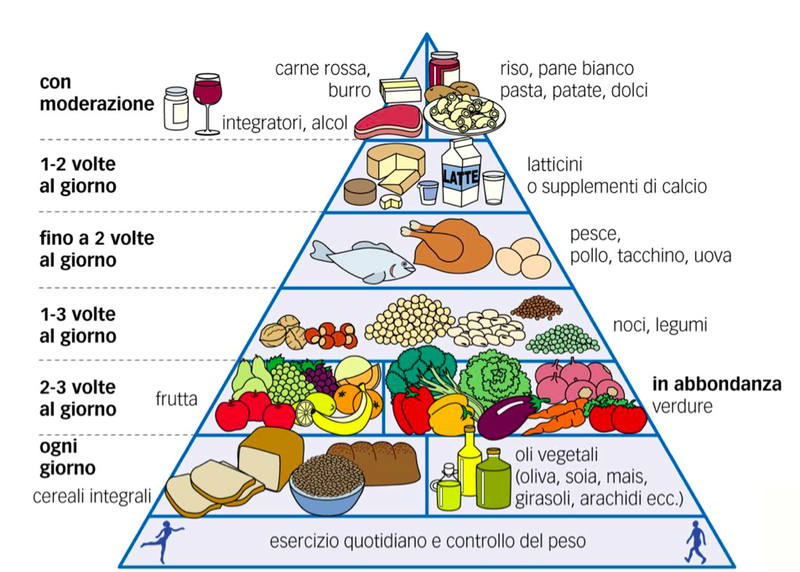 con
moderazione
integratori, alcol
carne rossa,
burro
riso, pane bianco
pasta, patate, dolci
1-2 volte
al giorno
LATTE
latticini
o supplementi di calcio
fino a 2 volte
al giorno
pesce,
pollo, tacchino, uova
1-3 volte
al giorno
noci, legumi
2-3 volte
al giorno
frutta
in abbondanza
verdure
ogni
giorno
cereali integrali
oli vegetali
(oliva, soia, mais,
girasoli, arachidi ecc.)
esercizio quotidiano e controllo del peso